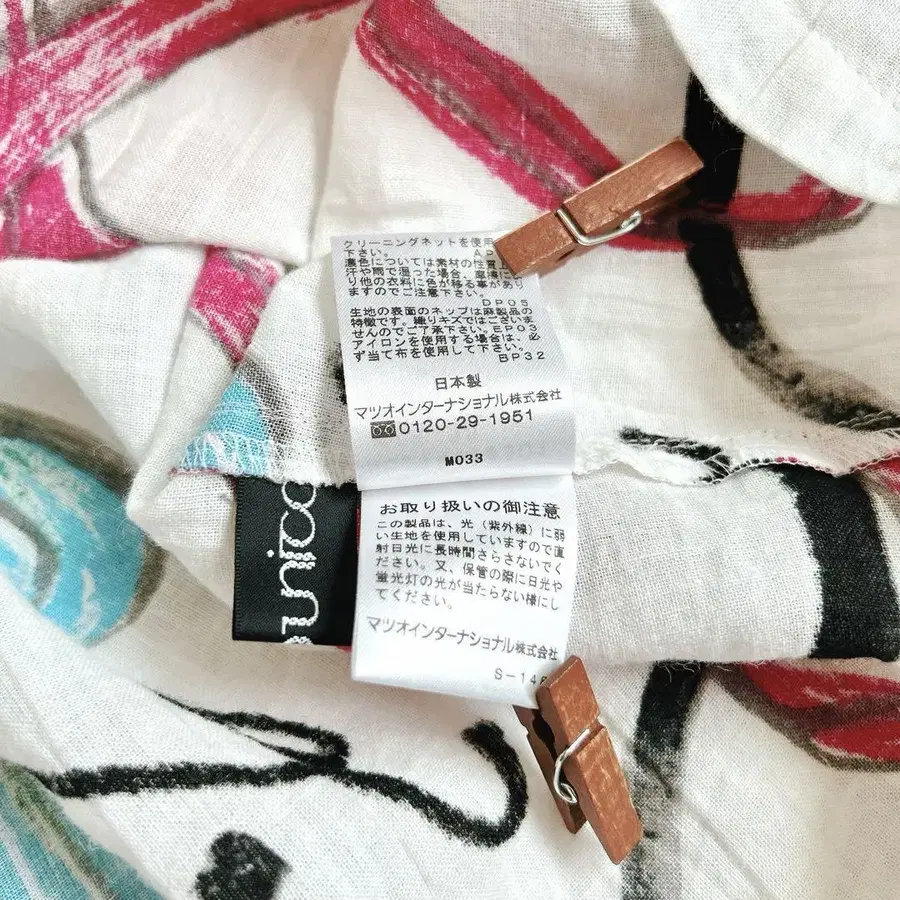 クリーニングネットを使用
下さい。 AP
濃色については素材の性質
汗や雨で湿った場合、摩擦に
り他の衣料に色が移る事があり
ますのでご注意下さい。
DP05
生地の表面のネップは麻製品の
特徴です。織りキズではございま
せんのでご了承下さい。EP03
アイロンを使用する場合は、必
ず当て布を使用して下さい。
BP32
日本製
マツオインターナショナル株式会社
0120-29-1951
M033
お取り扱いの御注意
この製品は、光（紫外線）に弱
い生地を使用していますので直
射日光に長時間さらさないでく
ださい。又、保管の際に日光や
蛍光灯の光が当たらない様にし
てください。
マツオインターナショナル株式会社
S-14